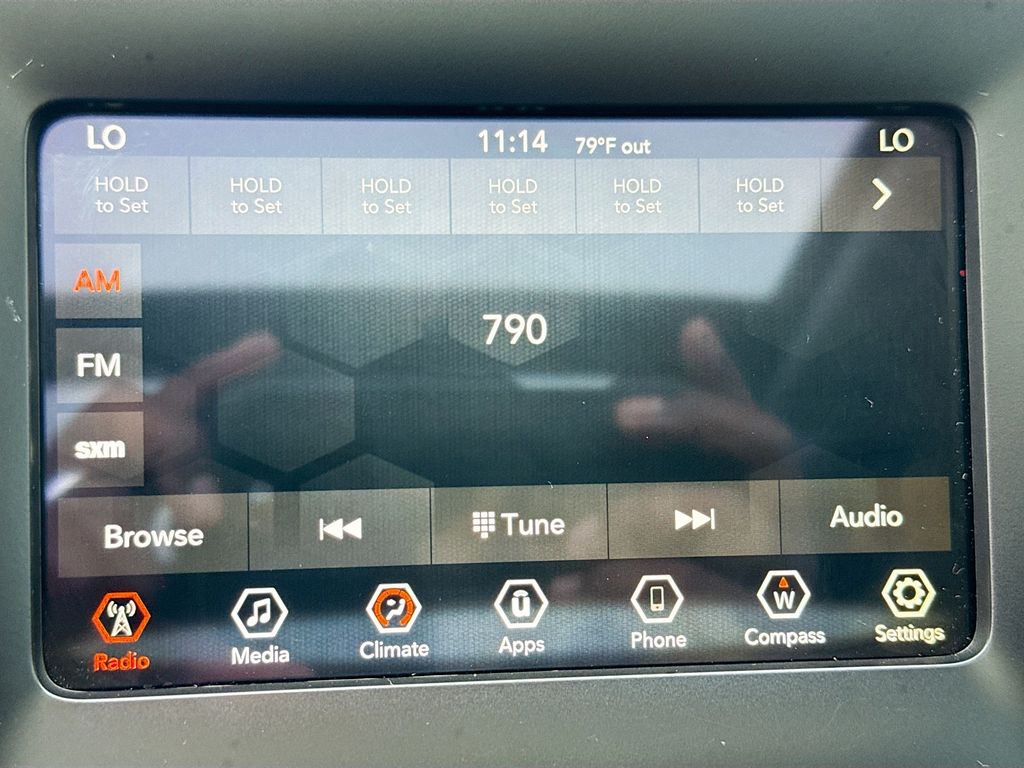 LO 11:14 79°F out LO
HOLD HOLD HOLD HOLD HOLD HOLD
to Set to Set to Set to Set to Set to Set
AM
790
FM
sxm
Browse Tune Audio
Radio Media Climate Apps Phone Compass Settings
u
W